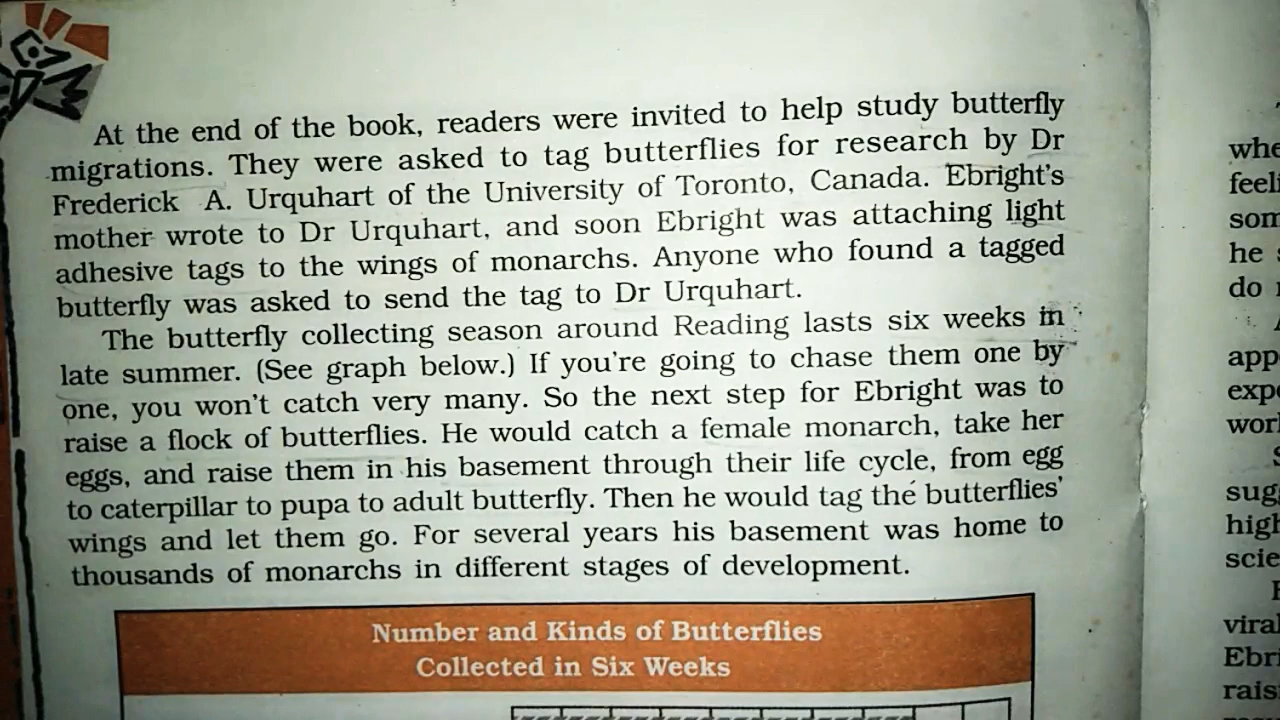 At the end of the book, readers were invited to help study butterfly
migrations. They were asked to tag butterflies for research by Dr
Frederick A. Urquhart of the University of Toronto, Canada. Ebright's
mother wrote to Dr Urquhart, and soon Ebright was attaching light
adhesive tags to the wings of monarchs. Anyone who found a tagged
butterfly was asked to send the tag to Dr Urquhart.
The butterfly collecting season around Reading lasts six weeks in
late summer. (See graph below.) If you're going to chase them one by
one, you won't catch very many. So the next step for Ebright was to
raise a flock of butterflies. He would catch a female monarch, take her
eggs, and raise them in his basement through their life cycle, from egg
to caterpillar to pupa to adult butterfly. Then he would tag the butterflies'
wings and let them go. For several years his basement was home to
thousands of monarchs in different stages of development.
Number and Kinds of Butterflies
Collected in Six Weeks
he
do